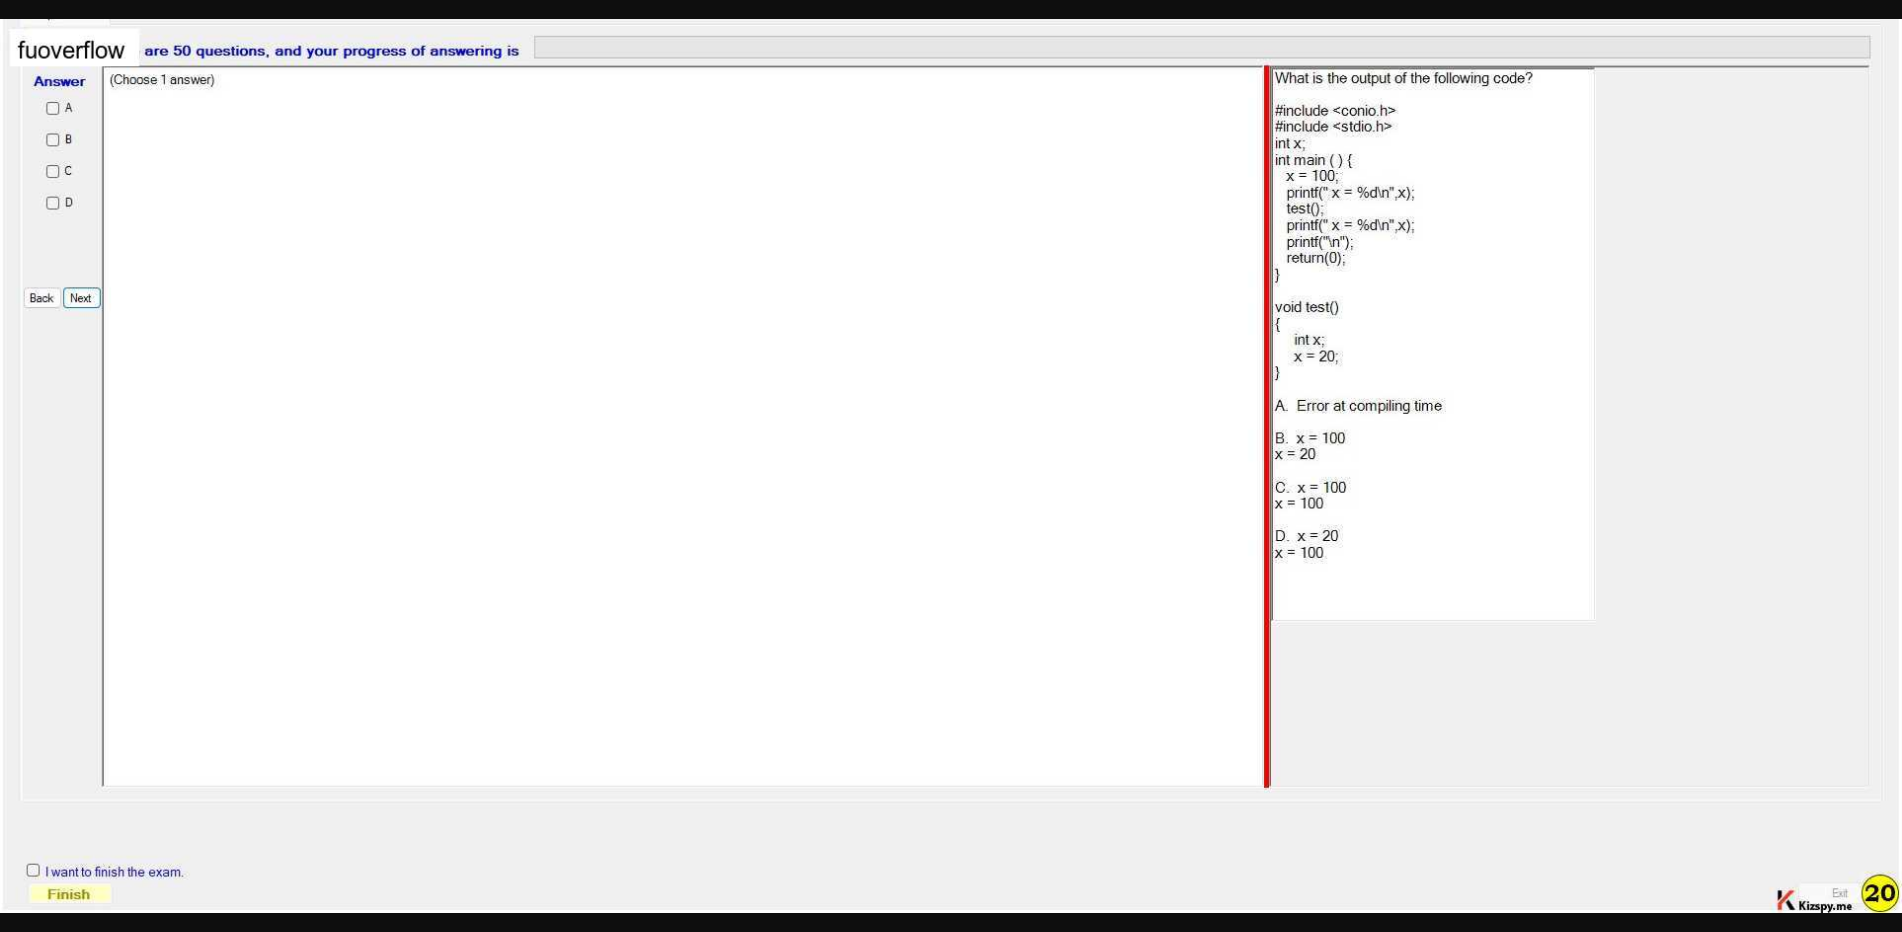 fuoverflow are 50 questions, and your progress of answering is
Answer
(Choose 1 answer)
A
B
C
D
Back Next
What is the output of the following code?
#include <conio.h>
#include <stdio.h>
int x;
int main ( ) {
x = 100;
printf(" x = %d\n",x);
test();
printf(" x = %d\n",x);
printf("\n");
return(0);
}
void test()
{
int x;
x = 20;
}
A. Error at compiling time
B. x = 100
x = 20
C. x = 100
x = 100
D. x = 20
x = 100
I want to finish the exam.
Finish
Exit
Kizspy.me
20